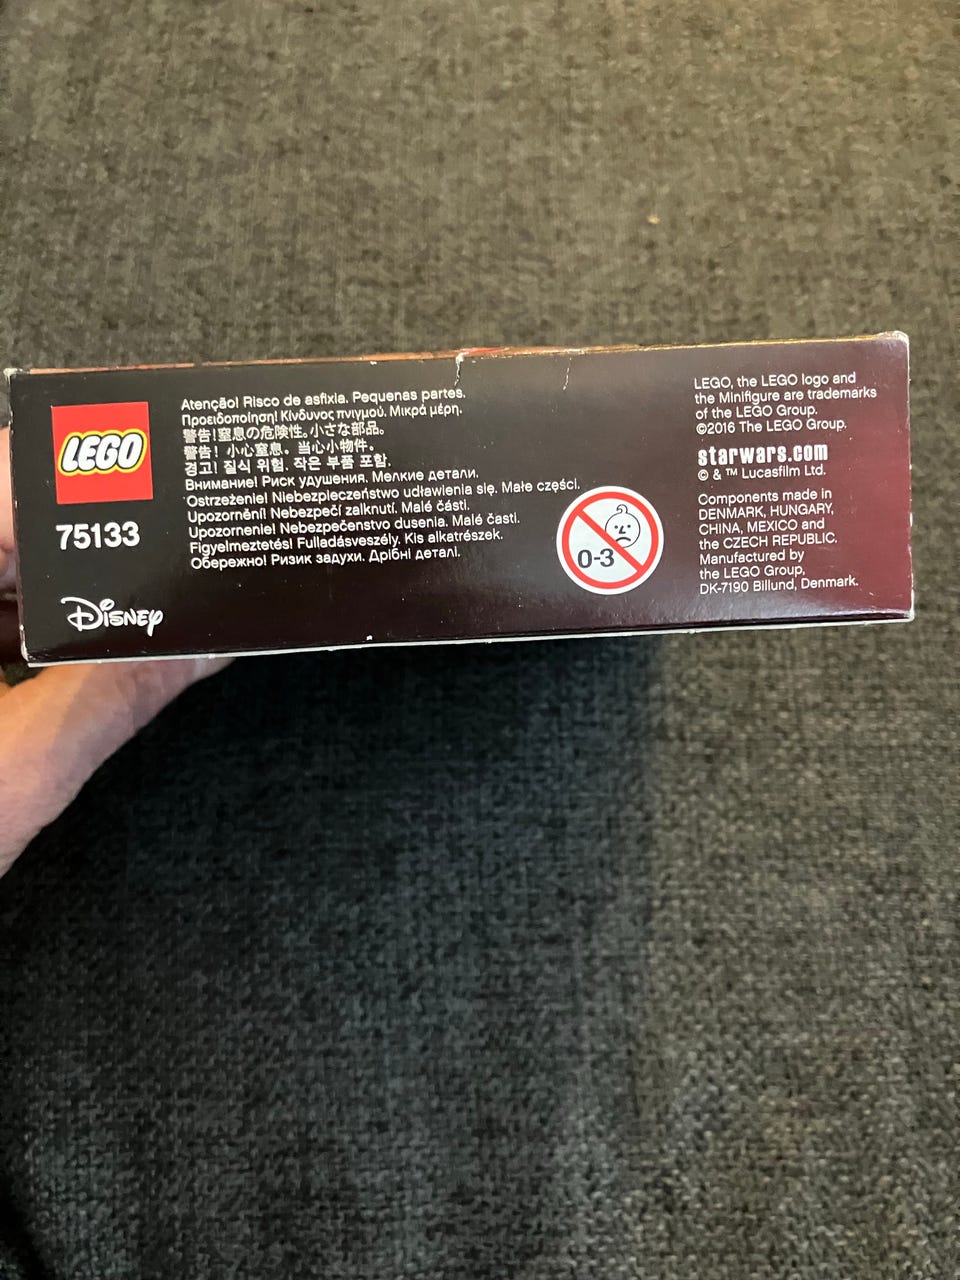 LEGO
75133
Disney
Atenção! Risco de asfixia. Pequenas partes.
Προειδοποίηση! Κίνδυνος πνιγμού. Μικρά μέρη.
警告!窒息の危険性。小さな部品。
警告！小心窒息。当心小物件。
경고! 질식 위험. 작은 부품 포함.
Внимание! Риск удушения. Мелкие детали.
Ostrzeżenie! Niebezpieczeństwo udławienia się. Małe części.
Upozornění! Nebezpečí zalknutí. Malé části.
Upozornenie! Nebezpečenstvo dusenia. Malé časti.
Figyelmeztetés! Fulladásveszély. Kis alkatrészek.
Обережно! Ризик задухи. Дрібні деталі.
0-3
LEGO, the LEGO logo and
the Minifigure are trademarks
of the LEGO Group.
©2016 The LEGO Group.
starwars.com
© & ™ Lucasfilm Ltd.
Components made in
DENMARK, HUNGARY,
CHINA, MEXICO and
the CZECH REPUBLIC.
Manufactured by
the LEGO Group,
DK-7190 Billund, Denmark.